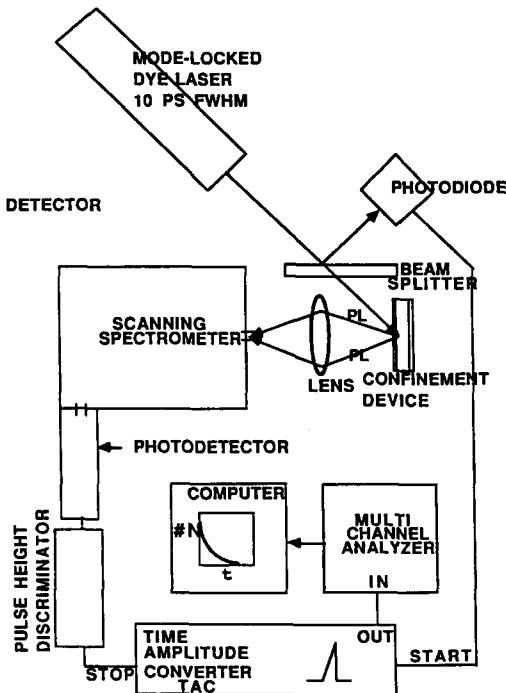 MODE-LOCKED
DYE LASER
10 PS FWHM
PHOTODIODE
DETECTOR
BEAM
SPLITTER
SCANNING
SPECTROMETER
PL
PL
LENS
CONFINEMENT
DEVICE
PHOTODETECTOR
COMPUTER
#N
t
MULTI
CHANNEL
ANALYZER
IN
PULSE HEIGHT
DISCRIMINATOR
TIME
AMPLITUDE
CONVERTER
TAC
OUT
STOP
START